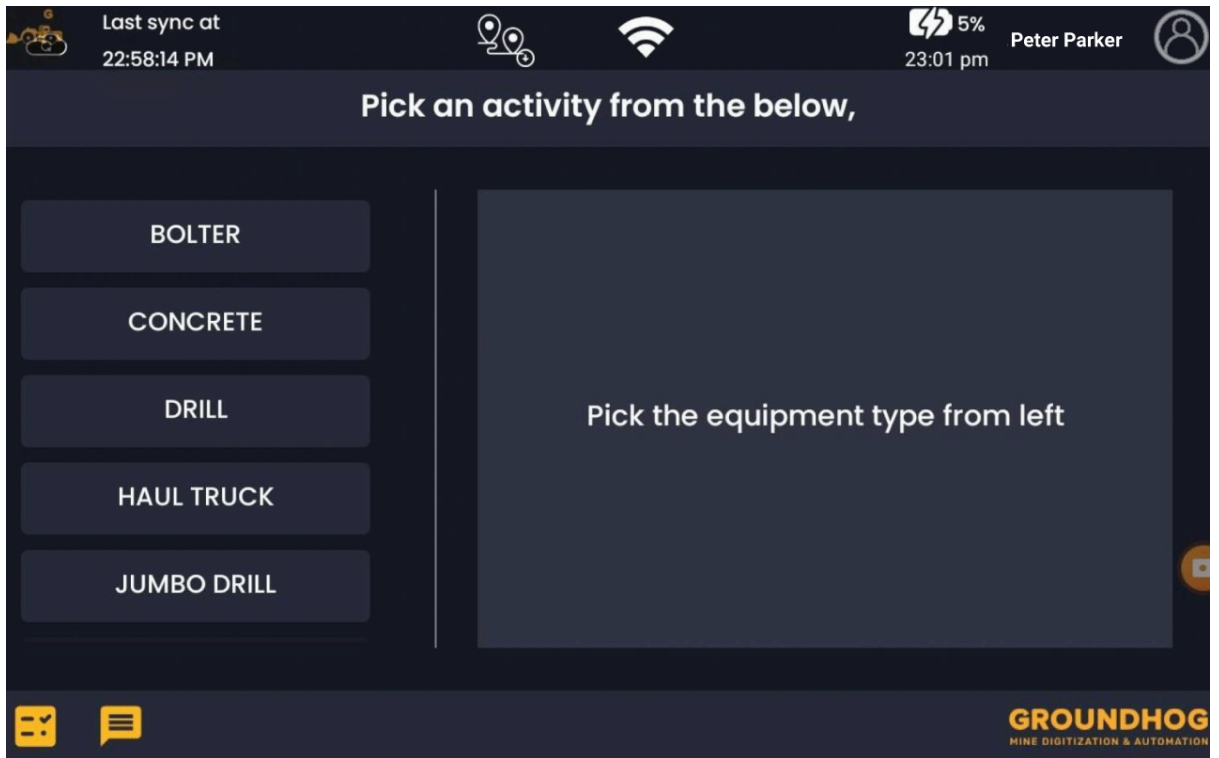 G
Last sync at
22:58:14 PM
5%
23:01 pm
Peter Parker
Pick an activity from the below,
BOLTER
CONCRETE
DRILL
HAUL TRUCK
JUMBO DRILL
Pick the equipment type from left
GROUNDHOG
MINE DIGITIZATION & AUTOMATION